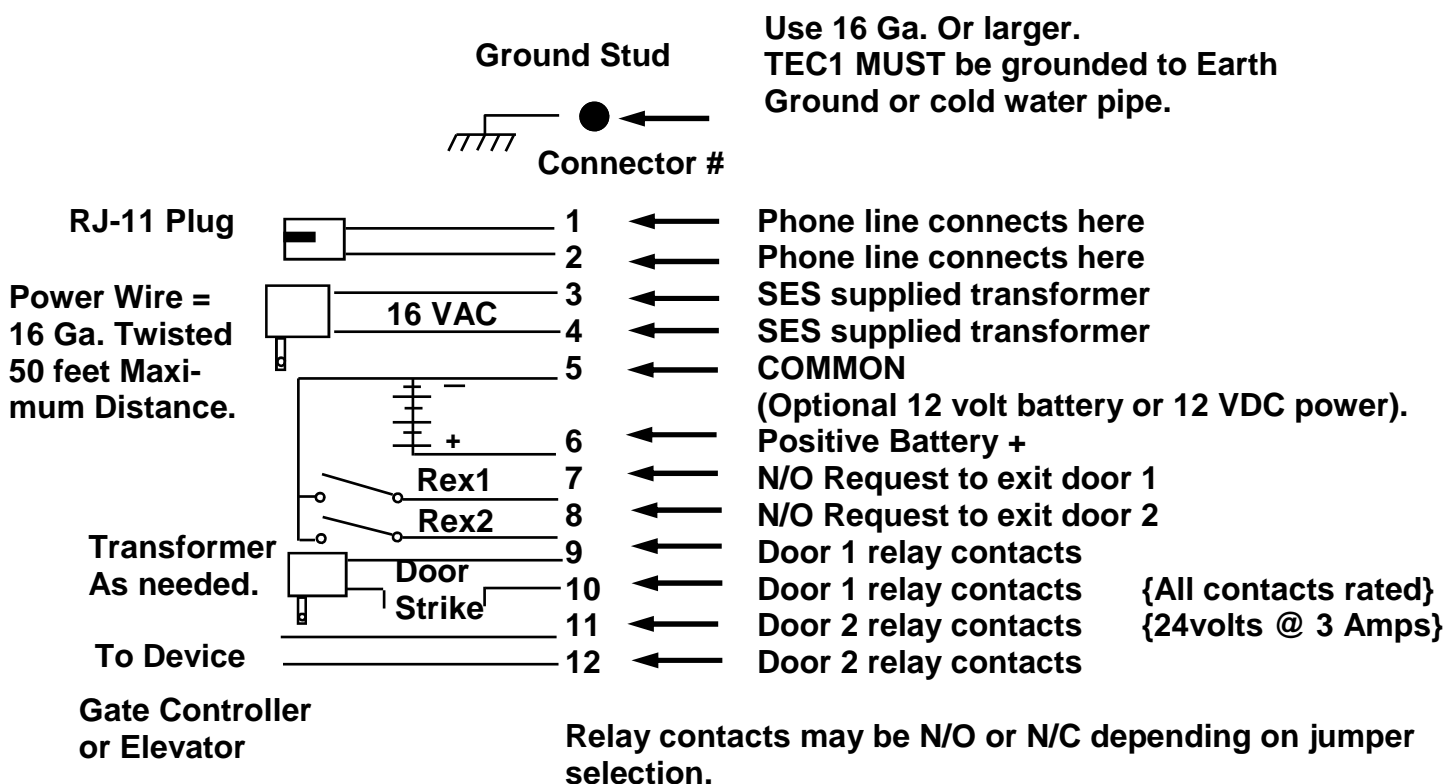 Use 16 Ga. Or larger.
TEC1 MUST be grounded to Earth
Ground or cold water pipe.
Ground Stud
Connector #
RJ-11 Plug
1
Phone line connects here
2
Phone line connects here
Power Wire =
16 Ga. Twisted
50 feet Maxi-
mum Distance.
16 VAC
3
SES supplied transformer
4
SES supplied transformer
5
COMMON
(Optional 12 volt battery or 12 VDC power).
–
+
6
Positive Battery +
Rex1
7
N/O Request to exit door 1
Rex2
8
N/O Request to exit door 2
Transformer
As needed.
Door
Strike
9
Door 1 relay contacts
10
Door 1 relay contacts {All contacts rated}
11
Door 2 relay contacts {24volts @ 3 Amps}
To Device
12
Door 2 relay contacts
Gate Controller
or Elevator
Relay contacts may be N/O or N/C depending on jumper
selection.